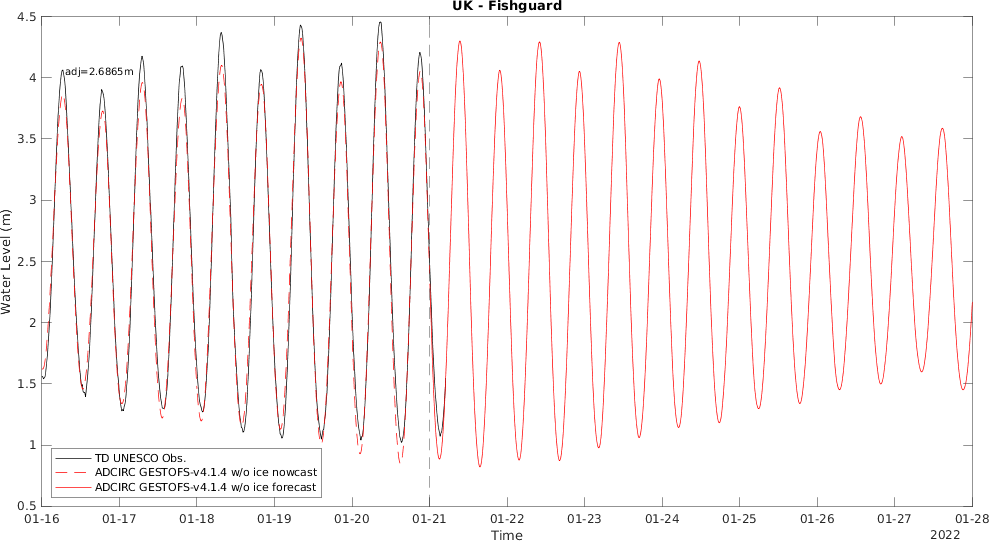 UK - Fishguard
4.5
4
3.5
3
2.5
2
1.5
1
0.5
Water Level (m)
adj=2.6865m
TD UNESCO Obs.
ADCIRC GESTOFS-v4.1.4 w/o ice nowcast
ADCIRC GESTOFS-v4.1.4 w/o ice forecast
01-16 01-17 01-18 01-19 01-20 01-21 01-22 01-23 01-24 01-25 01-26 01-27 01-28
Time
2022